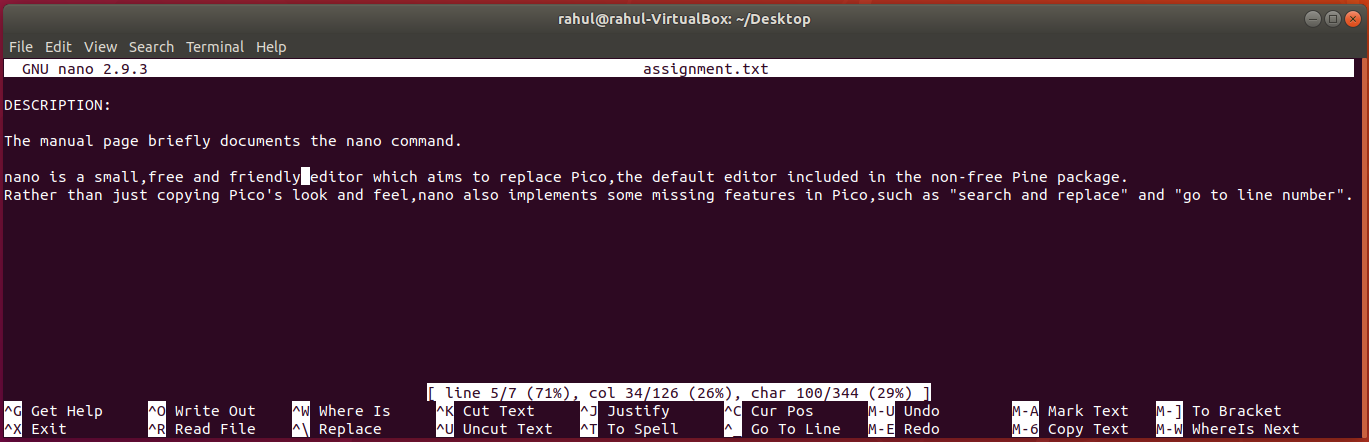 rahul@rahul-VirtualBox: ~/Desktop
File Edit View Search Terminal Help
GNU nano 2.9.3 assignment.txt
DESCRIPTION:
The manual page briefly documents the nano command.
nano is a small,free and friendly editor which aims to replace Pico,the default editor included in the non-free Pine package.
Rather than just copying Pico's look and feel,nano also implements some missing features in Pico,such as "search and replace" and "go to line number".
[ line 5/7 (71%), col 34/126 (26%), char 100/344 (29%) ]
^G Get Help ^O Write Out ^W Where Is ^K Cut Text ^J Justify ^C Cur Pos M-U Undo M-A Mark Text M-] To Bracket
^X Exit ^R Read File ^\ Replace ^U Uncut Text ^T To Spell ^_ Go To Line M-E Redo M-6 Copy Text M-W WhereIs Next